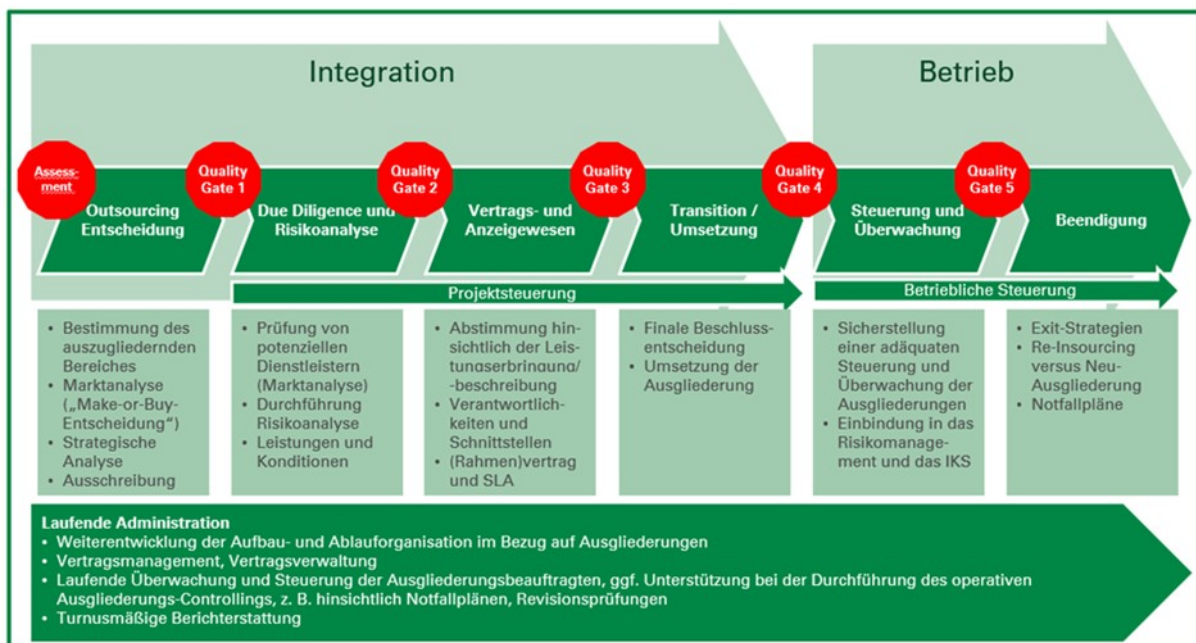 Integration
Betrieb
Assess-
ment
Quality
Gate 1
Quality
Gate 2
Quality
Gate 3
Quality
Gate 4
Quality
Gate 5
Outsourcing
Entscheidung
Due Diligence und
Risikoanalyse
Vertrags- und
Anzeigewesen
Transition /
Umsetzung
Steuerung und
Überwachung
Beendigung
Projektsteuerung
Betriebliche Steuerung
• Bestimmung des
auszugliedernden
Bereiches
• Marktanalyse
(„Make-or-Buy-
Entscheidung“)
• Strategische
Analyse
• Ausschreibung
• Prüfung von
potenziellen
Dienstleistern
(Marktanalyse)
• Durchführung
Risikoanalyse
• Leistungen und
Konditionen
• Abstimmung hin-
sichtlich der Leis-
tungserbringung/
-beschreibung
• Verantwortlich-
keiten und
Schnittstellen
• (Rahmen)vertrag
und SLA
• Finale Beschluss-
entscheidung
• Umsetzung der
Ausgliederung
• Sicherstellung
einer adäquaten
Steuerung und
Überwachung der
Ausgliederungen
• Einbindung in das
Risikomanage-
ment und das IKS
• Exit-Strategien
• Re-Insourcing
versus Neu-
Ausgliederung
• Notfallpläne
Laufende Administration
• Weiterentwicklung der Aufbau- und Ablauforganisation im Bezug auf Ausgliederungen
• Vertragsmanagement, Vertragsverwaltung
• Laufende Überwachung und Steuerung der Ausgliederungsbeauftragten, ggf. Unterstützung bei der Durchführung des operativen
Ausgliederungs-Controllings, z. B. hinsichtlich Notfallplänen, Revisionsprüfungen
• Turnusmäßige Berichterstattung